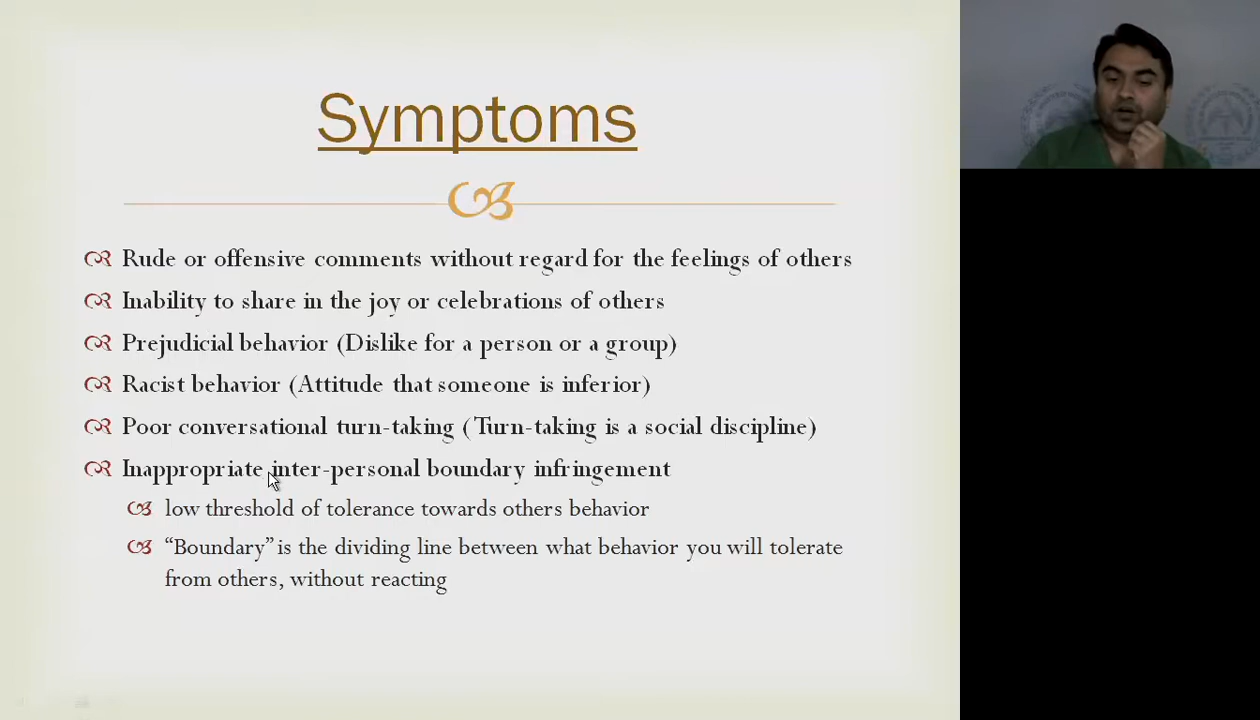 Symptoms
Rude or offensive comments without regard for the feelings of others
Inability to share in the joy or celebrations of others
Prejudicial behavior (Dislike for a person or a group)
Racist behavior (Attitude that someone is inferior)
Poor conversational turn-taking (Turn-taking is a social discipline)
Inappropriate inter-personal boundary infringement
low threshold of tolerance towards others behavior
“Boundary” is the dividing line between what behavior you will tolerate
from others, without reacting